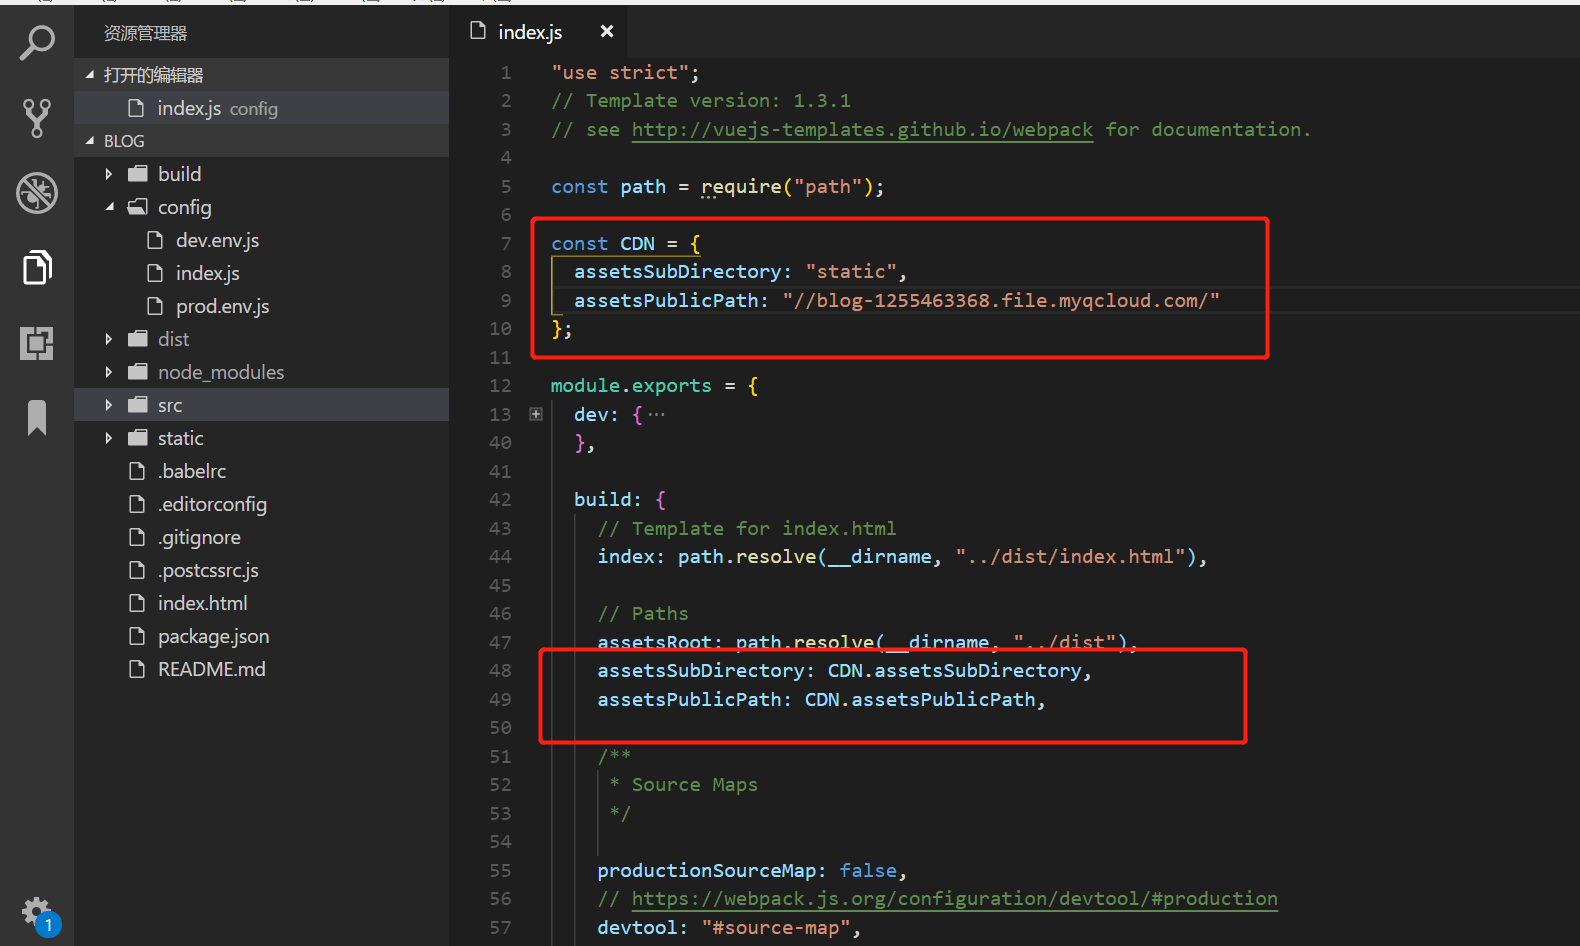 资源管理器
打开的编辑器
index.js config
BLOG
build
config
dev.env.js
index.js
prod.env.js
dist
node_modules
src
static
.babelrc
.editorconfig
.gitignore
.postcssrc.js
index.html
package.json
README.md
1
index.js ×
1 "use strict";
2 // Template version: 1.3.1
3 // see http://vuejs-templates.github.io/webpack for documentation.
4
5 const path = require("path");
6
7 const CDN = {
8 assetsSubDirectory: "static",
9 assetsPublicPath: "//blog-1255463368.file.myqcloud.com/"
10 };
11
12 module.exports = {
13 dev: {···
40 },
41
42 build: {
43 // Template for index.html
44 index: path.resolve(__dirname, "../dist/index.html"),
45
46 // Paths
47 assetsRoot: path.resolve(__dirname, "../dist"),
48 assetsSubDirectory: CDN.assetsSubDirectory,
49 assetsPublicPath: CDN.assetsPublicPath,
50
51 /**
52 * Source Maps
53 */
54
55 productionSourceMap: false,
56 // https://webpack.js.org/configuration/devtool/#production
57 devtool: "#source-map",